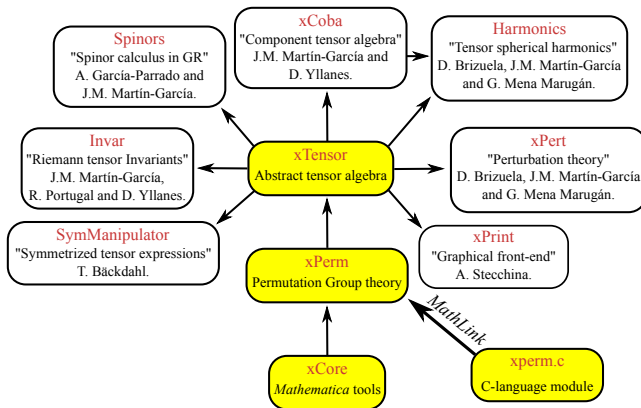 Spinors
"Spinor calculus in GR"
A. García-Parrado and
J.M. Martín-García.
xCoba
"Component tensor algebra"
J.M. Martín-García and
D. Yllanes.
Harmonics
"Tensor spherical harmonics"
D. Brizuela, J.M. Martín-García
and G. Mena Marugán.
Invar
"Riemann tensor Invariants"
J.M. Martín-García,
R. Portugal and D. Yllanes.
xTensor
Abstract tensor algebra
xPert
"Perturbation theory"
D. Brizuela, J.M. Martín-García
and G. Mena Marugán.
SymManipulator
"Symmetrized tensor expressions"
T. Bäckdahl.
xPerm
Permutation Group theory
xPrint
"Graphical front-end"
A. Stecchina.
MathLink
xCore
Mathematica tools
xperm.c
C-language module